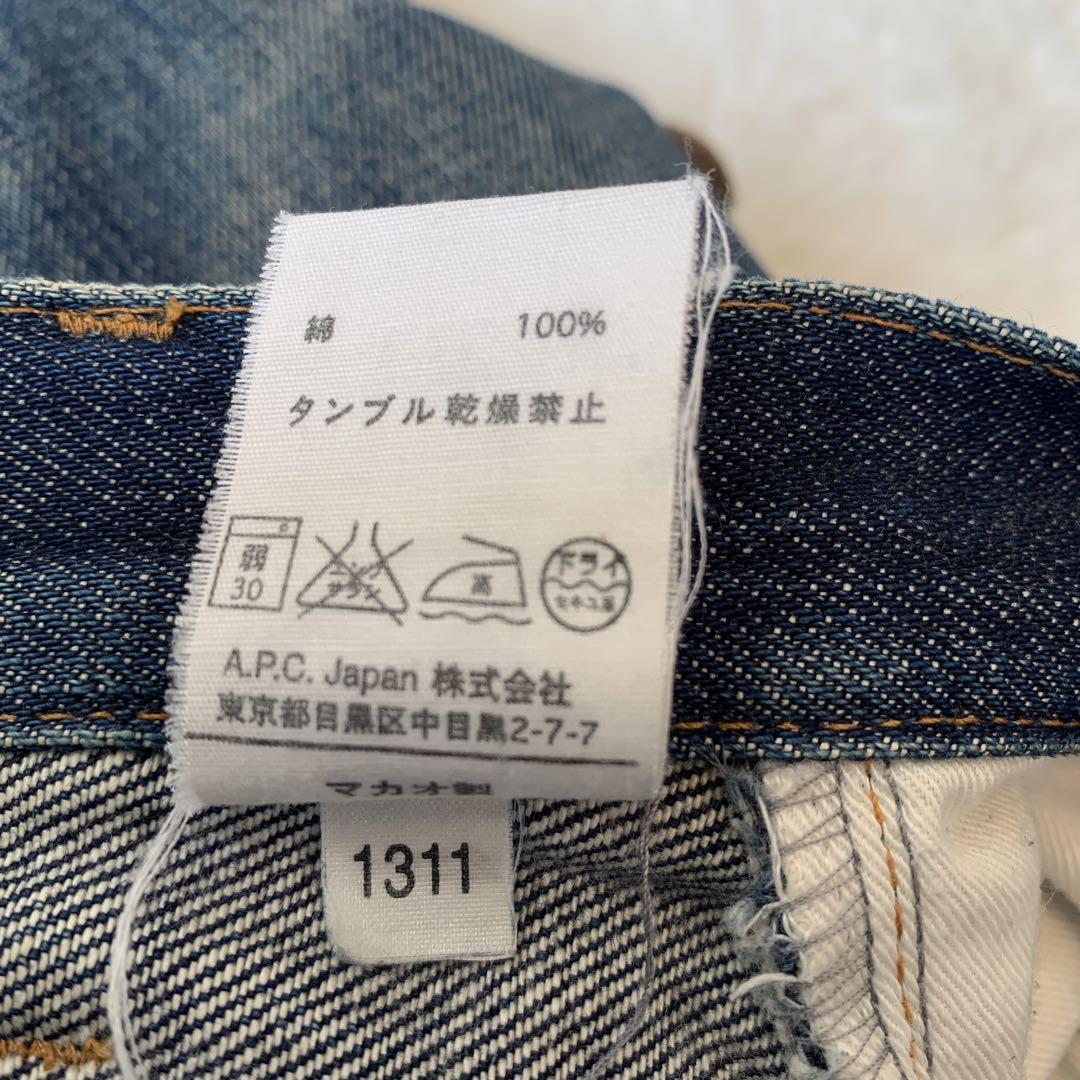 綿 100%
タンブル乾燥禁止
弱
30
高
ドライ
セキユ系
A.P.C. Japan 株式会社
東京都目黒区中目黒2-7-7
マカオ製
1311